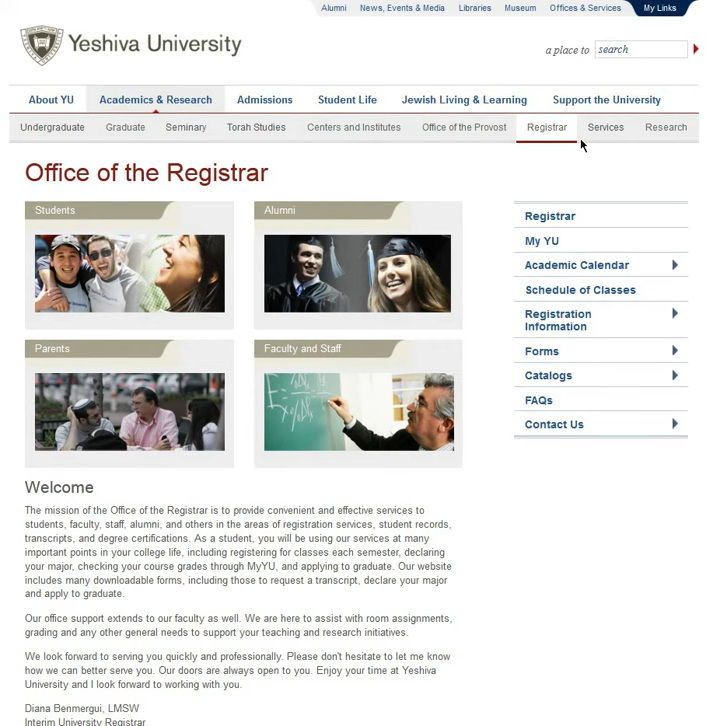 Alumni News, Events & Media Libraries Museum Offices & Services My Links
Yeshiva University
a place to search
About YU Academics & Research Admissions Student Life Jewish Living & Learning Support the University
Undergraduate Graduate Seminary Torah Studies Centers and Institutes Office of the Provost Registrar Services Research
Office of the Registrar
Students Alumni
Registrar
My YU
Academic Calendar
Schedule of Classes
Registration
Information
Parents Faculty and Staff
Forms
Catalogs
FAQs
Contact Us
Welcome
The mission of the Office of the Registrar is to provide convenient and effective services to
students, faculty, staff, alumni, and others in the areas of registration services, student records,
transcripts, and degree certifications. As a student, you will be using our services at many
important points in your college life, including registering for classes each semester, declaring
your major, checking your course grades through MyYU, and applying to graduate. Our website
includes many downloadable forms, including those to request a transcript, declare your major
and apply to graduate.
Our office support extends to our faculty as well. We are here to assist with room assignments,
grading and any other general needs to support your teaching and research initiatives.
We look forward to serving you quickly and professionally. Please don't hesitate to let me know
how we can better serve you. Our doors are always open to you. Enjoy your time at Yeshiva
University and I look forward to working with you.
Diana Benmergui, LMSW
Interim University Registrar